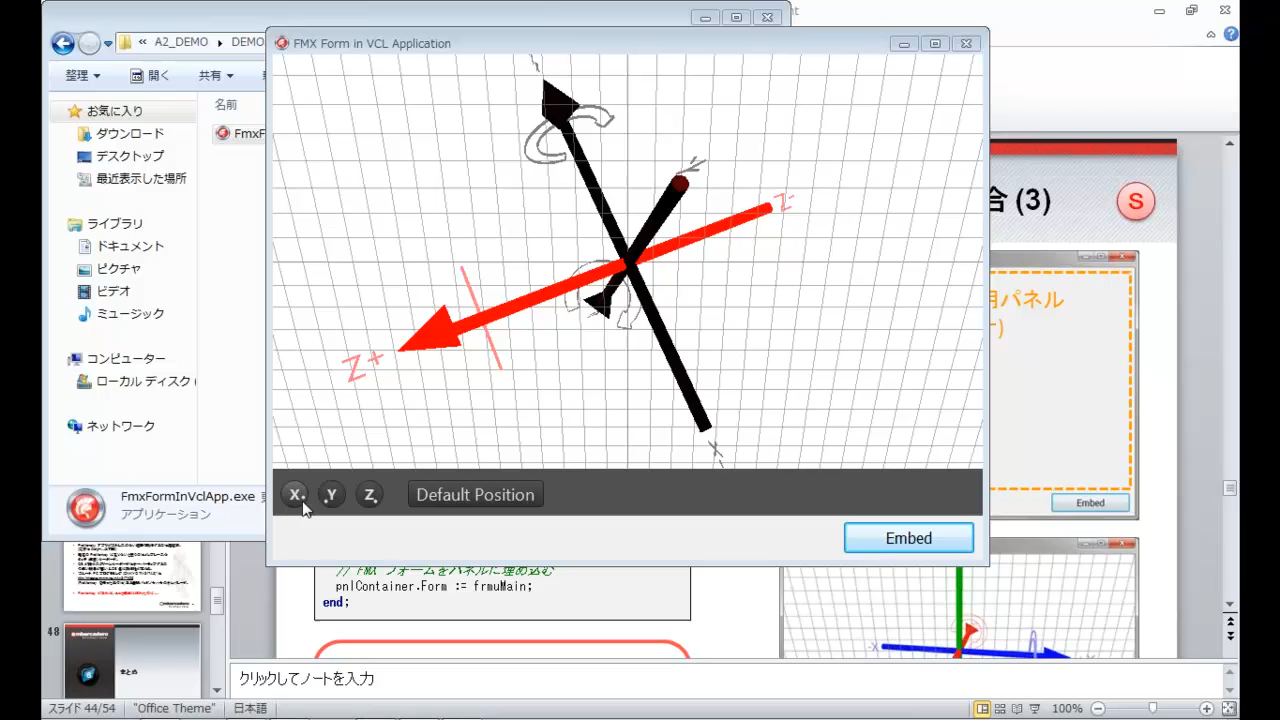 nt
A2_DEMO
DEMO
FMX Form in VCL Application
整理
開く
共有
お気に入り
ダウンロード
デスクトップ
最近表示した場所
ライブラリ
ドキュメント
ピクチャ
ビデオ
ミュージック
コンピューター
ローカル ディスク (
ネットワーク
名前
FmxF
Z-
Z+
X
Y
Z
Default Position
Embed
FmxFormInVclApp.exe
アプリケーション
合 (3)
S
用パネル
Embed
// FMX フォームをパネルに埋め込む
pnlContainer.Form := frmuMain;
end;
-X
48
まとめ
クリックしてノートを入力
スライド 44/54
"Office Theme"
日本語
100%